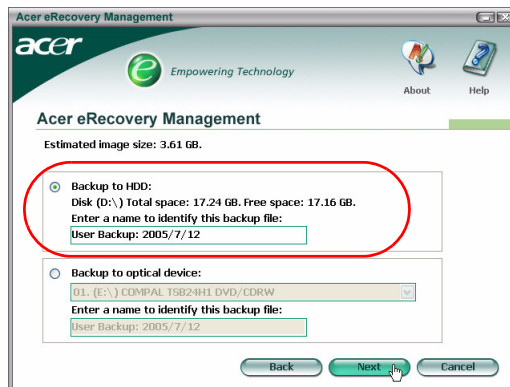 Acer eRecovery Management
acer
e Empowering Technology
About
Help
Acer eRecovery Management
Estimated image size: 3.61 GB.
Backup to HDD:
Disk (D:\) Total space: 17.24 GB. Free space: 17.16 GB.
Enter a name to identify this backup file:
User Backup: 2005/7/12
Backup to optical device:
01. (E:\) COMPAL TSB24H1 DVD/CDRW
Enter a name to identify this backup file:
User Backup: 2005/7/12
Back
Next
Cancel